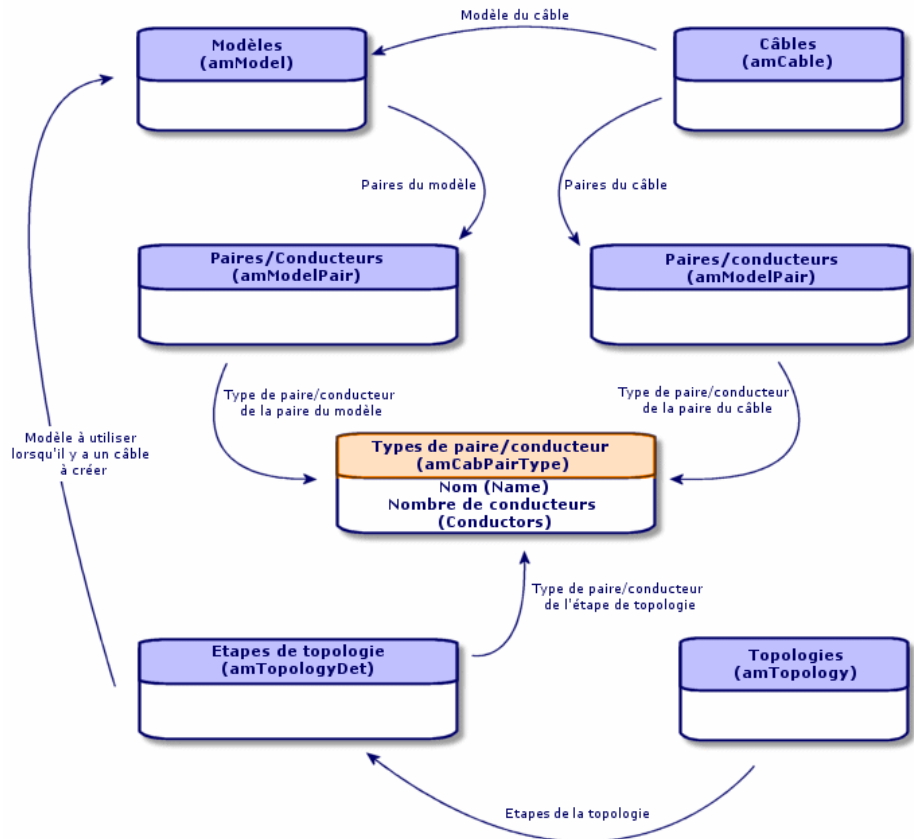 Modèle du câble
Modèles
(amModel)
Câbles
(amCable)
Paires du modèle
Paires du câble
Paires/Conducteurs
(amModelPair)
Paires/conducteurs
(amModelPair)
Type de paire/conducteur
de la paire du modèle
Type de paire/conducteur
de la paire du câble
Modèle à utiliser
lorsqu'il y a un câble
à créer
Types de paire/conducteur
(amCabPairType)
Nom (Name)
Nombre de conducteurs
(Conductors)
Type de paire/conducteur
de l'étape de topologie
Etapes de topologie
(amTopologyDet)
Topologies
(amTopology)
Etapes de la topologie